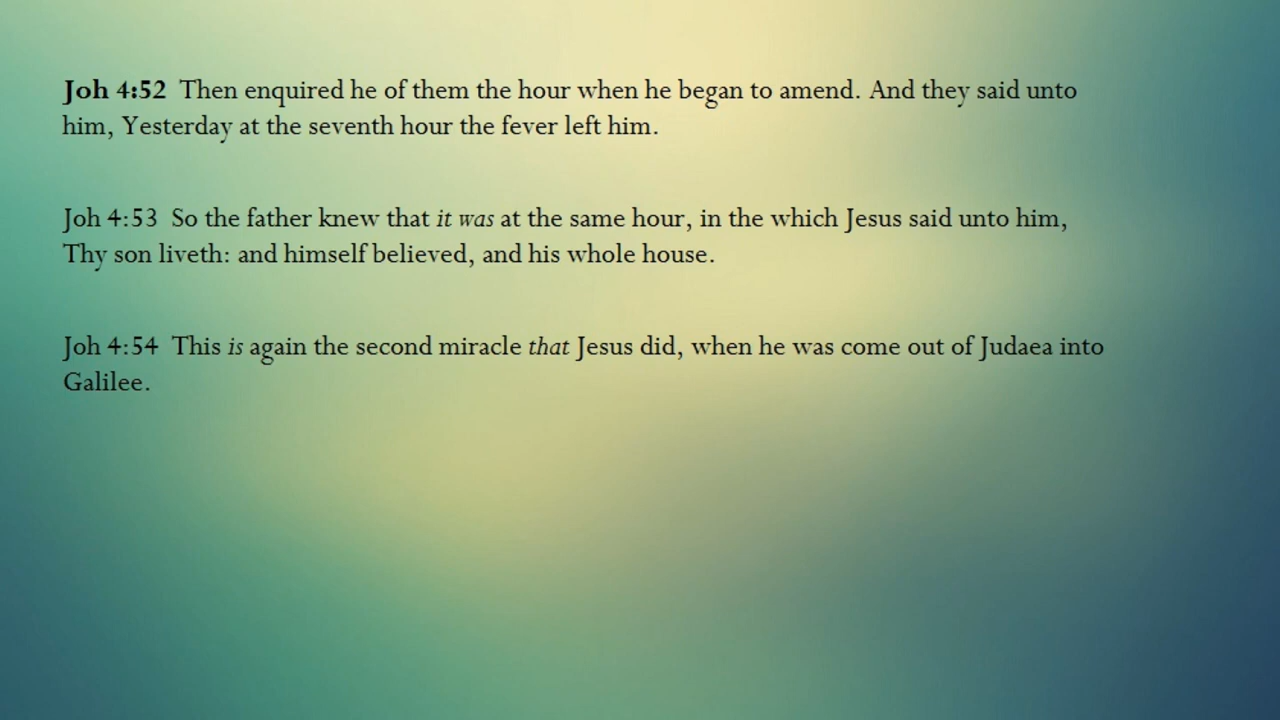 Joh 4:52 Then enquired he of them the hour when he began to amend. And they said unto
him, Yesterday at the seventh hour the fever left him.
Joh 4:53 So the father knew that it was at the same hour, in the which Jesus said unto him,
Thy son liveth: and himself believed, and his whole house.
Joh 4:54 This is again the second miracle that Jesus did, when he was come out of Judaea into
Galilee.